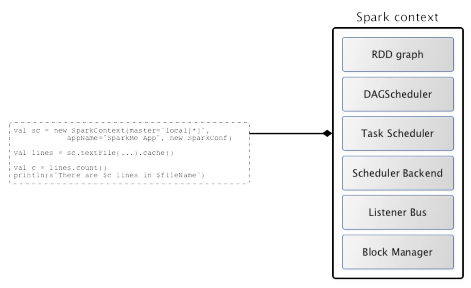 Spark context
RDD graph
DAGScheduler
Task Scheduler
Scheduler Backend
Listener Bus
Block Manager
val sc = new SparkContext(master="local[*]",
appName="SparkMe App", new SparkConf)
val lines = sc.textFile(...).cache()
val c = lines.count()
println(s"There are $c lines in $fileName")